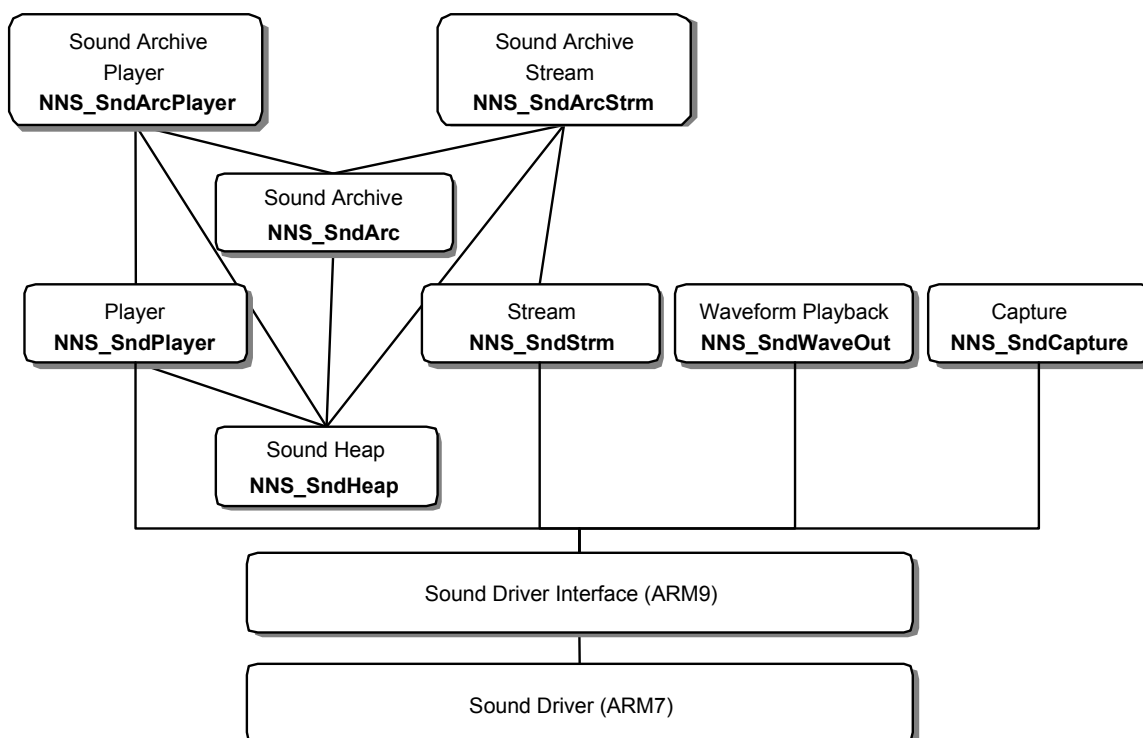 Sound Archive
Player
NNS_SndArcPlayer
Sound Archive
Stream
NNS_SndArcStrm
Sound Archive
NNS_SndArc
Player
NNS_SndPlayer
Stream
NNS_SndStrm
Waveform Playback
NNS_SndWaveOut
Capture
NNS_SndCapture
Sound Heap
NNS_SndHeap
Sound Driver Interface (ARM9)
Sound Driver (ARM7)